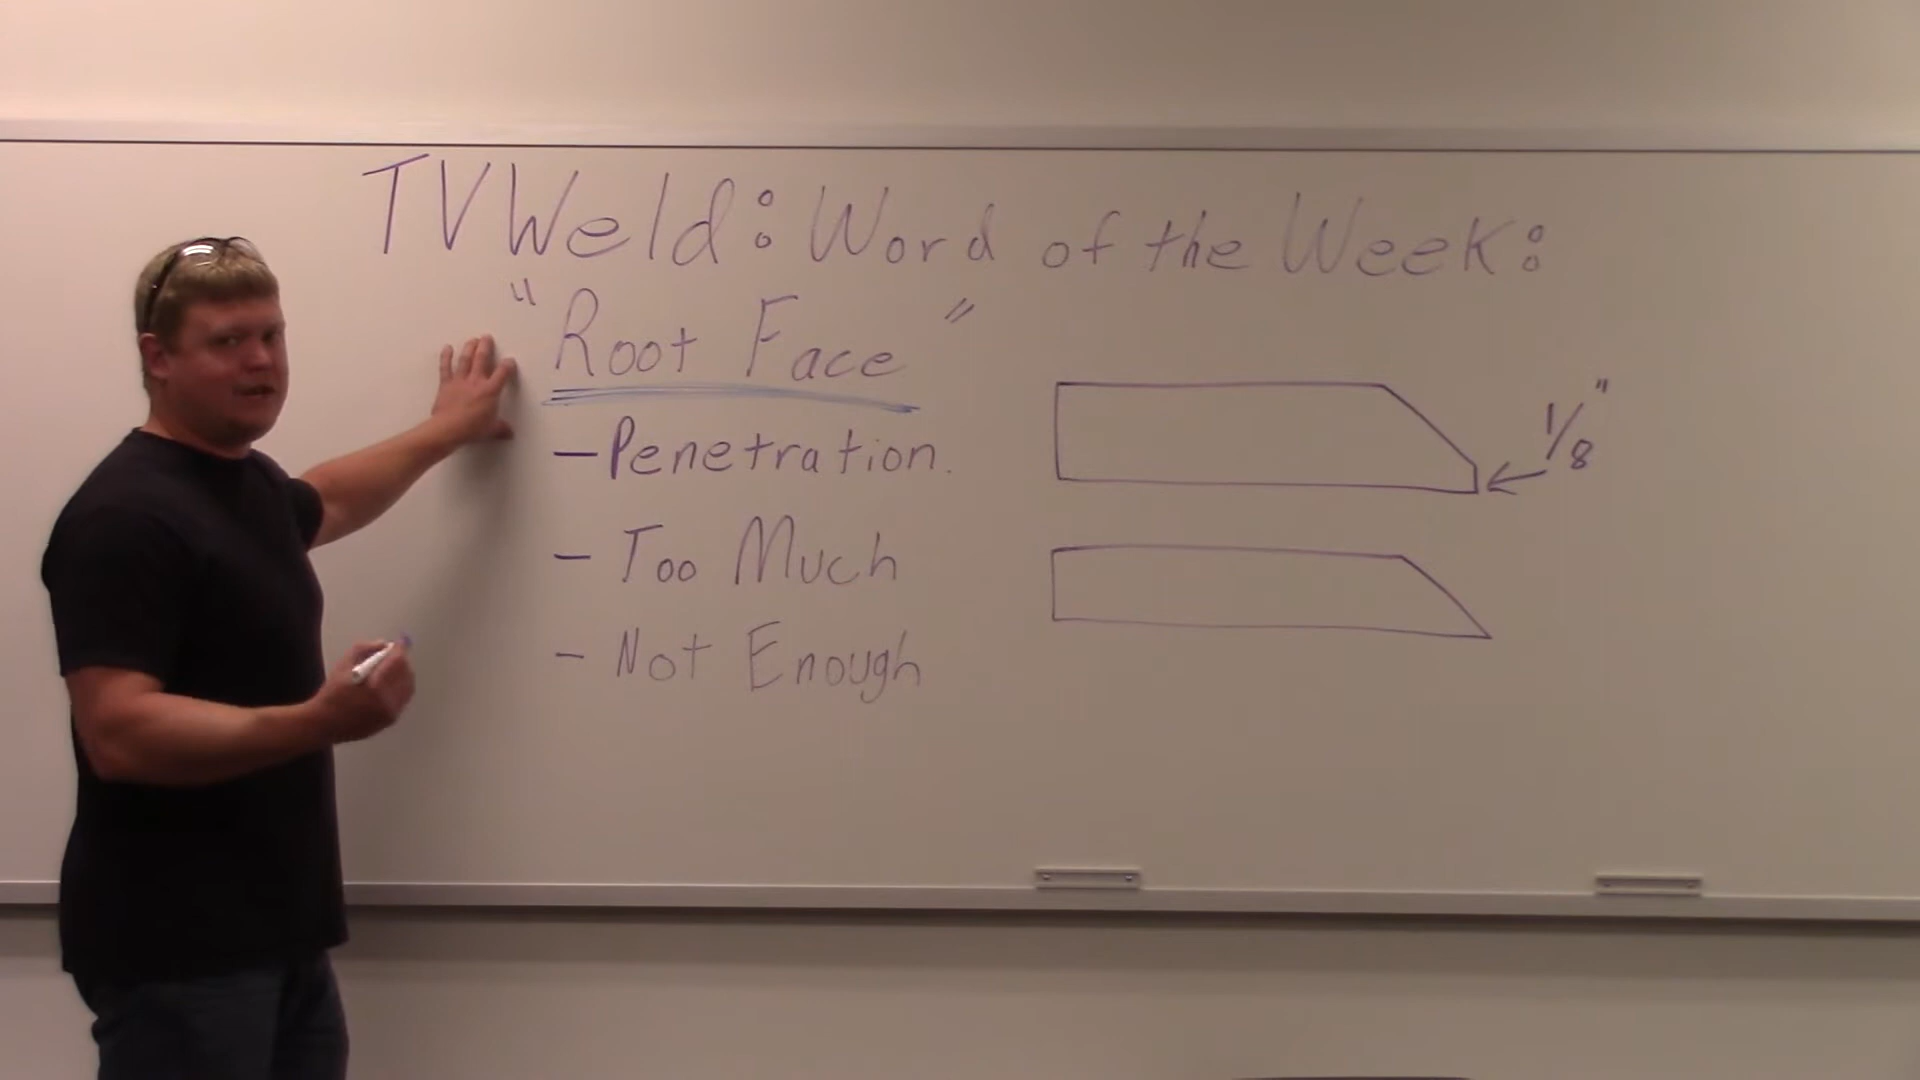 TV Weld: Word of the Week:
"Root Face"
- Penetration.
- Too Much
- Not Enough
1/8"